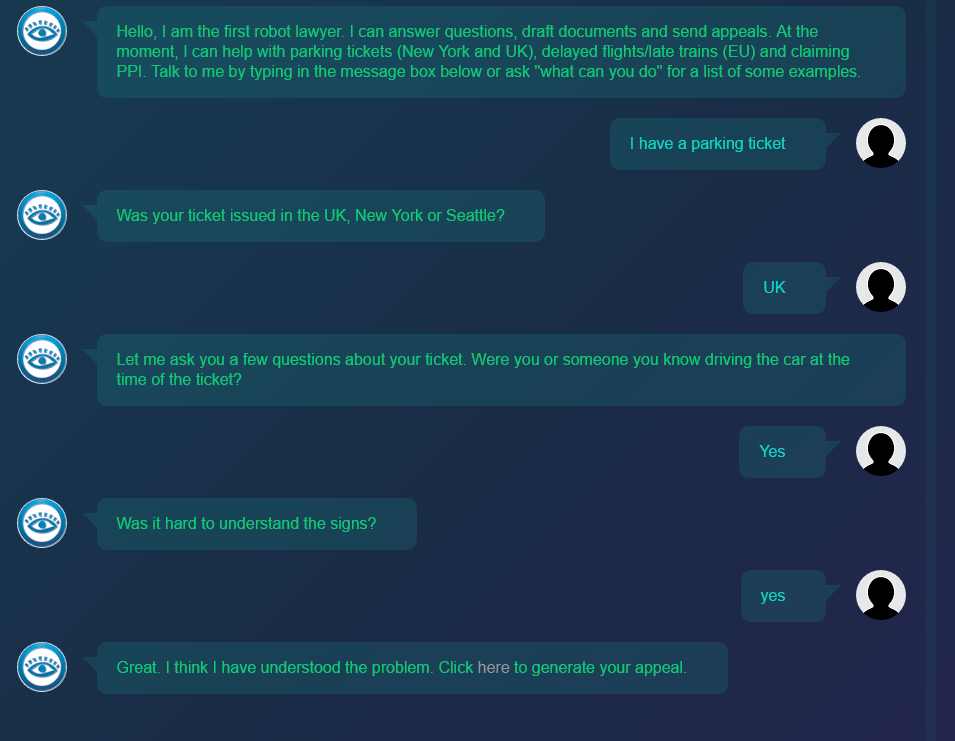 Hello, I am the first robot lawyer. I can answer questions, draft documents and send appeals. At the
moment, I can help with parking tickets (New York and UK), delayed flights/late trains (EU) and claiming
PPI. Talk to me by typing in the message box below or ask "what can you do" for a list of some examples.
I have a parking ticket
Was your ticket issued in the UK, New York or Seattle?
UK
Let me ask you a few questions about your ticket. Were you or someone you know driving the car at the
time of the ticket?
Yes
Was it hard to understand the signs?
yes
Great. I think I have understood the problem. Click here to generate your appeal.